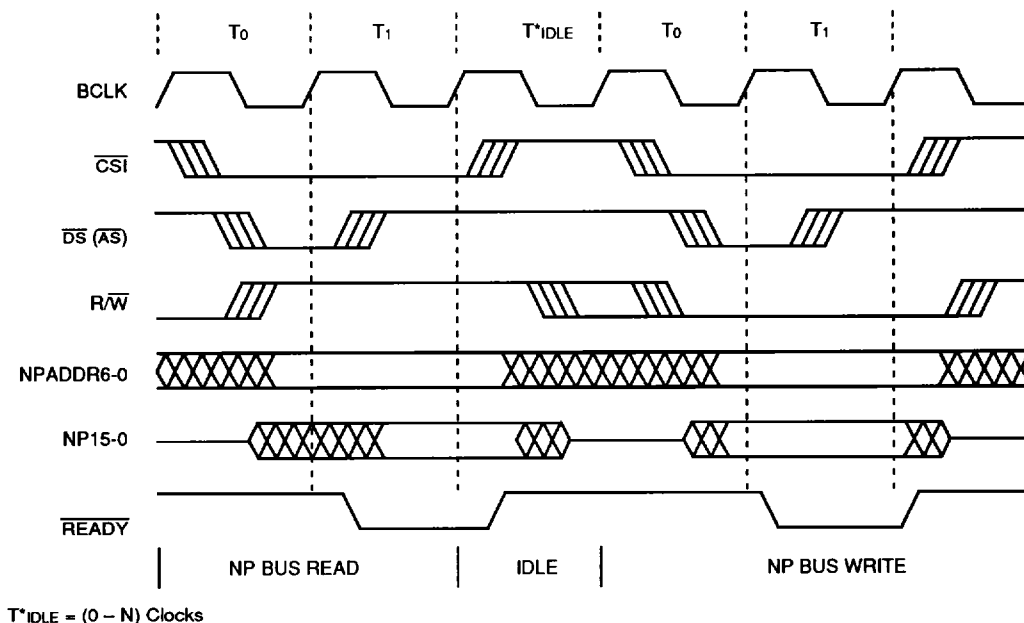 T0 T1 T*IDLE T0 T1
BCLK
CSI
DS (AS)
R/W
NPADDR6-0
NP15-0
READY
NP BUS READ IDLE NP BUS WRITE
T*IDLE = (0 – N) Clocks